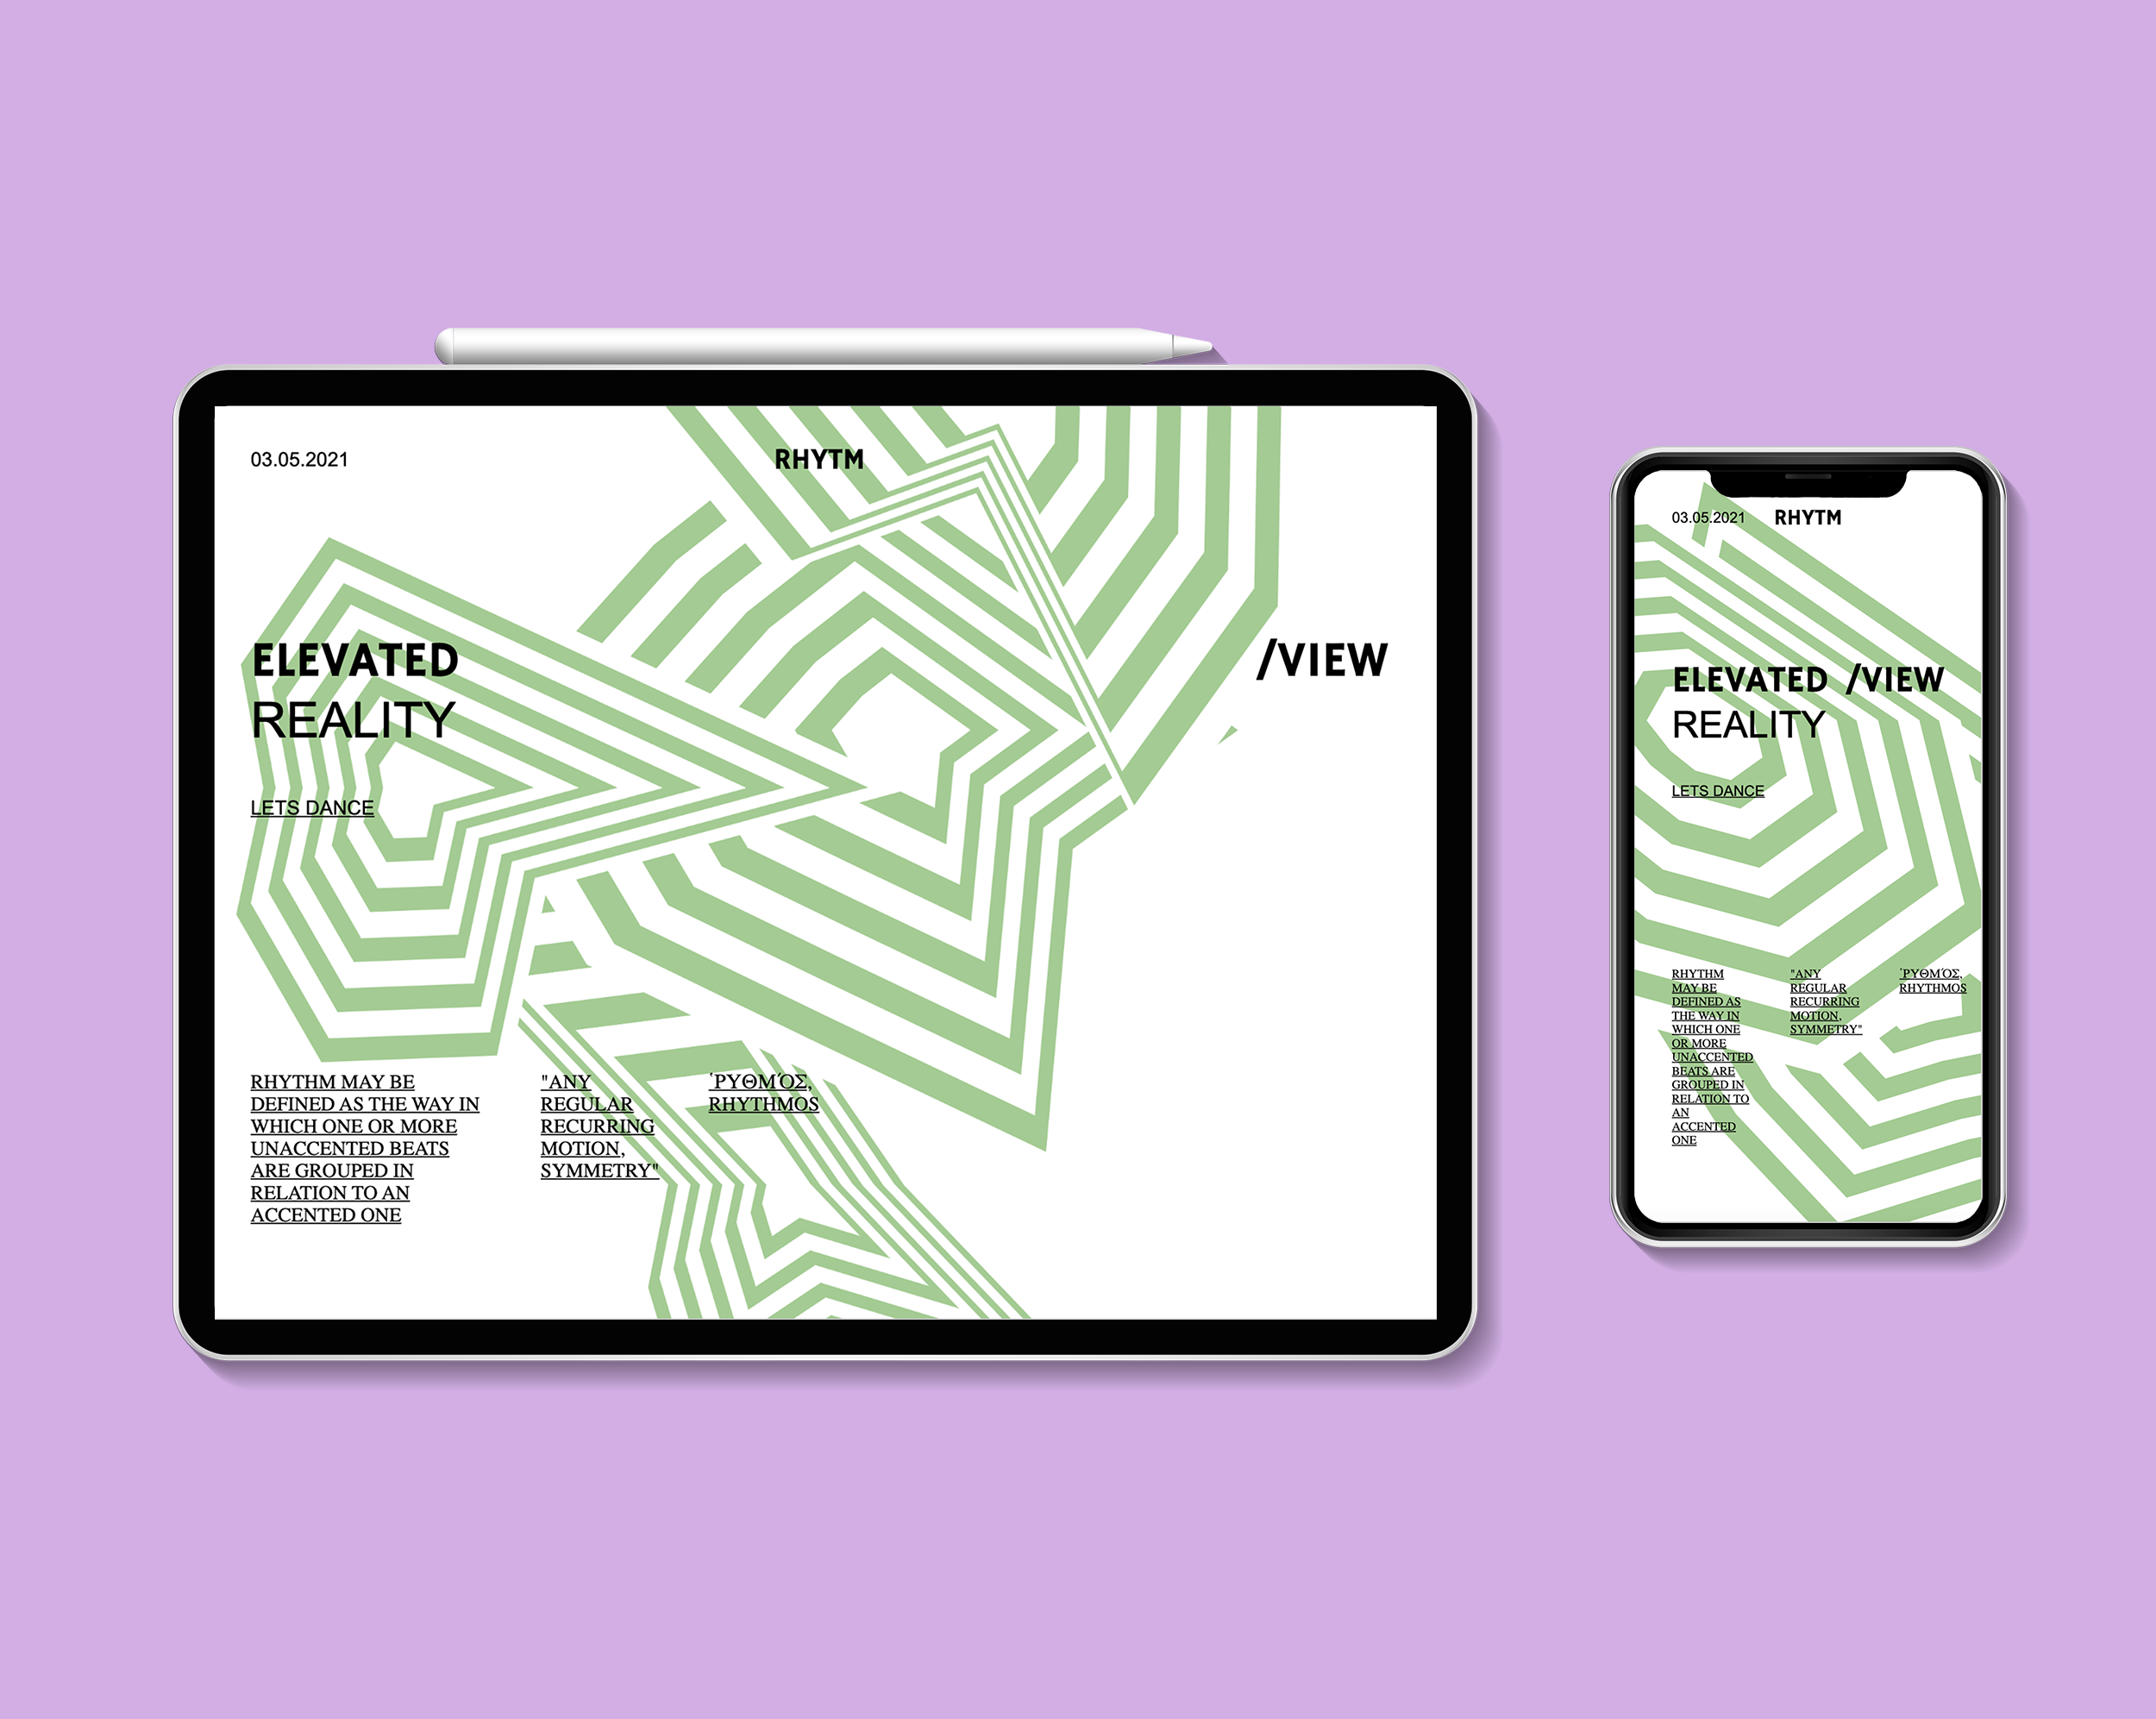 03.05.2021
RHYTM
ELEVATED
/VIEW
REALITY
LETS DANCE
RHYTHM MAY BE
DEFINED AS THE WAY IN
WHICH ONE OR MORE
UNACCENTED BEATS
ARE GROUPED IN
RELATION TO AN
ACCENTED ONE
"ANY
REGULAR
RECURRING
MOTION,
SYMMETRY"
῾ΡΥΘΜΌΣ,
RHYTHMOS
03.05.2021
RHYTM
ELEVATED /VIEW
REALITY
LETS DANCE
RHYTHM
MAY BE
DEFINED AS
THE WAY IN
WHICH ONE
OR MORE
UNACCENTED
BEATS ARE
GROUPED IN
RELATION TO
AN
ACCENTED
ONE
"ANY
REGULAR
RECURRING
MOTION,
SYMMETRY"
῾ΡΥΘΜΌΣ,
RHYTHMOS